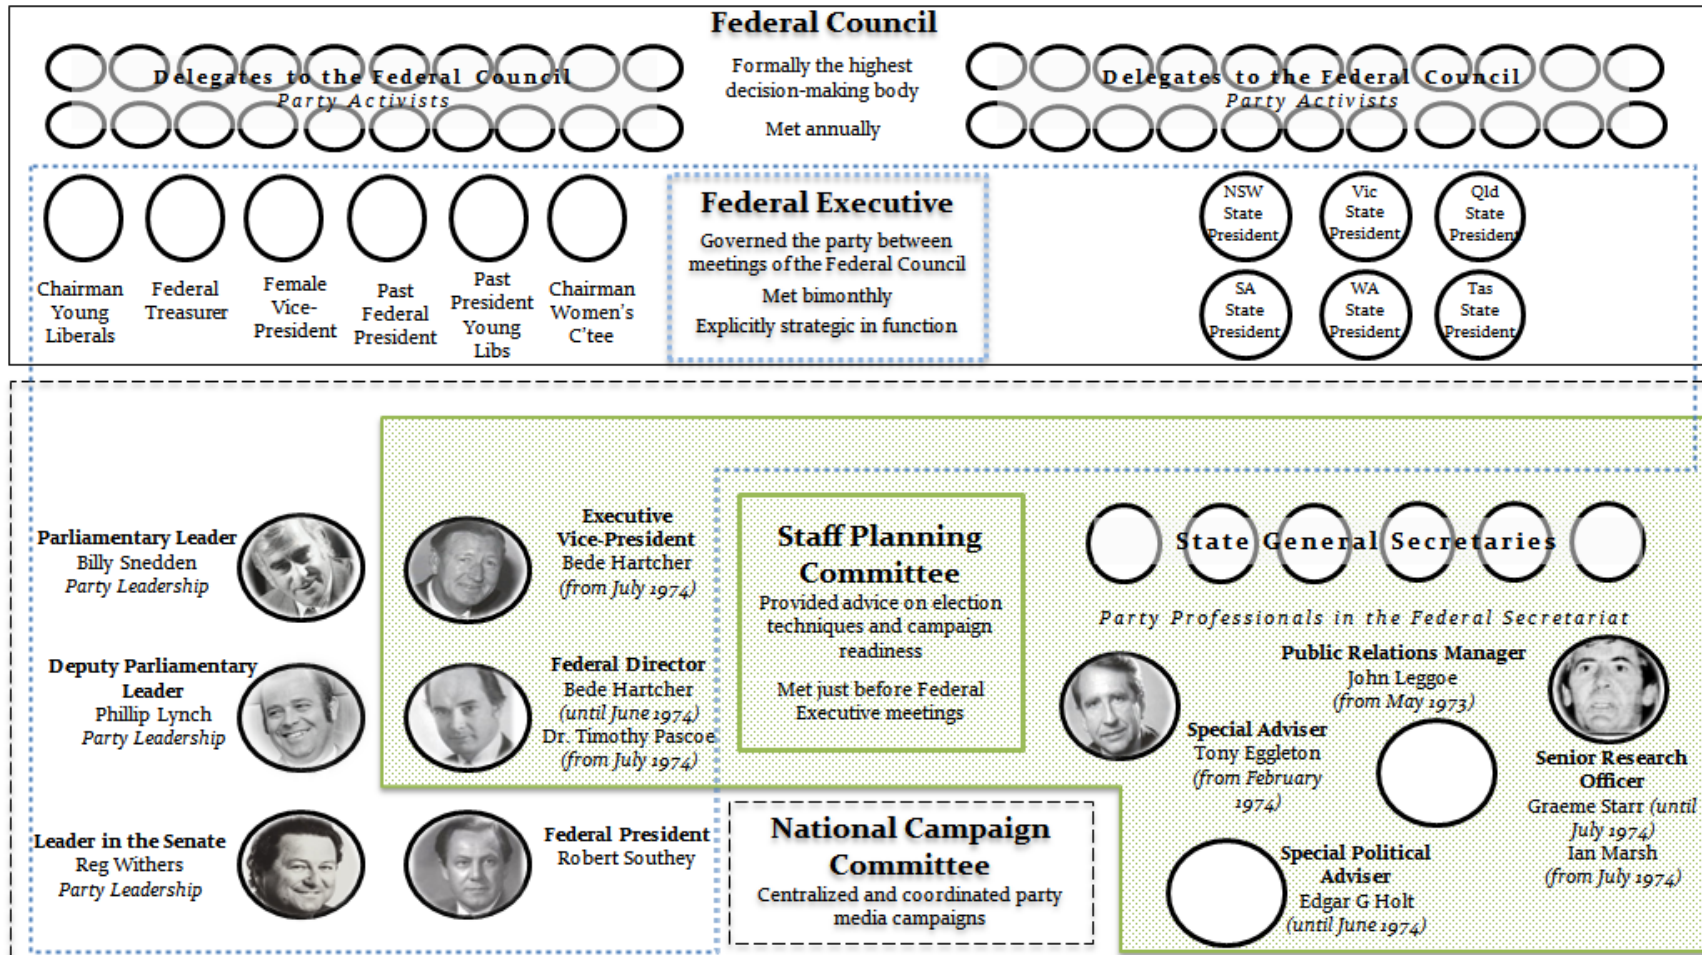 Federal Council
Formally the highest
decision-making body
Met annually
Delegates to the Federal Council
Party Activists
Delegates to the Federal Council
Party Activists
Chairman
Young
Liberals
Federal
Treasurer
Female
Vice-
President
Past
Federal
President
Past
President
Young
Libs
Chairman
Women's
C'tee
Federal Executive
Governed the party between
meetings of the Federal Council
Met bimonthly
Explicitly strategic in function
NSW
State
President
Vic
State
President
Qld
State
President
SA
State
President
WA
State
President
Tas
State
President
Parliamentary Leader
Billy Snedden
Party Leadership
Deputy Parliamentary
Leader
Phillip Lynch
Party Leadership
Leader in the Senate
Reg Withers
Party Leadership
Executive
Vice-President
Bede Hartcher
(from July 1974)
Federal Director
Bede Hartcher
(until June 1974)
Dr. Timothy Pascoe
(from July 1974)
Federal President
Robert Southey
Staff Planning
Committee
Provided advice on election
techniques and campaign
readiness
Met just before Federal
Executive meetings
National Campaign
Committee
Centralized and coordinated party
media campaigns
State General Secretaries
Party Professionals in the Federal Secretariat
Public Relations Manager
John Leggoe
(from May 1973)
Special Adviser
Tony Eggleton
(from February
1974)
Senior Research
Officer
Graeme Starr (until
July 1974)
Ian Marsh
(from July 1974)
Special Political
Adviser
Edgar G Holt
(until June 1974)